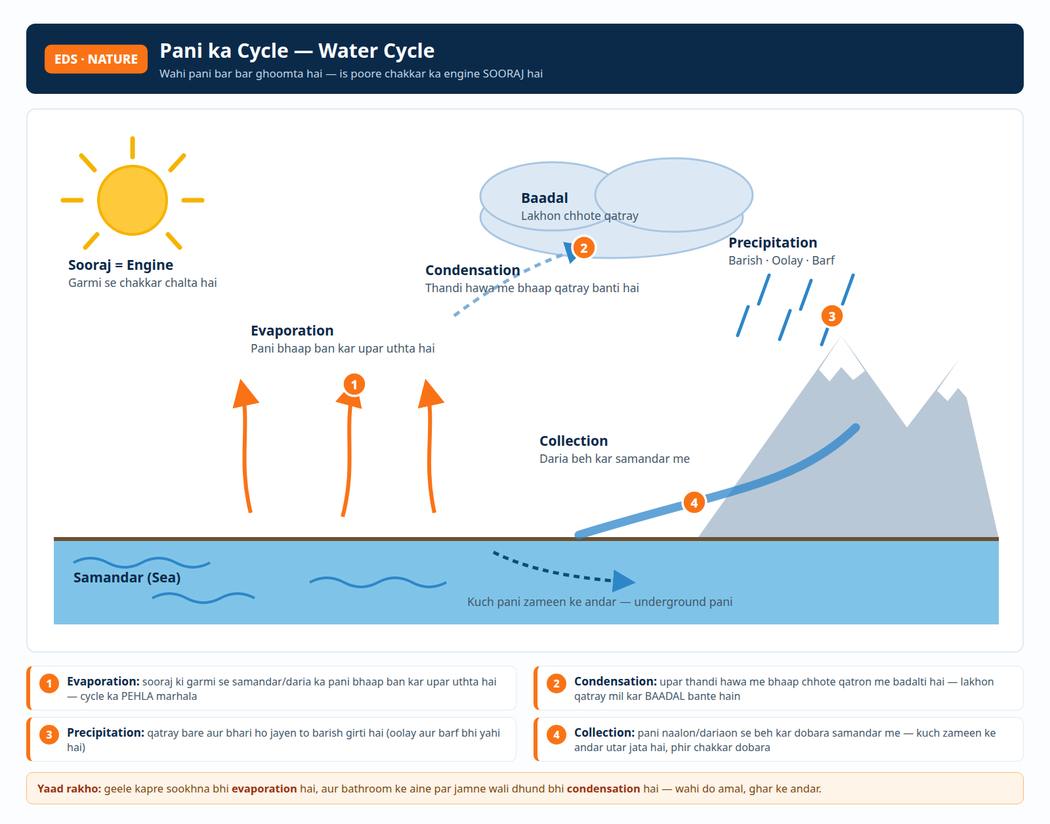 EDS · NATURE
Pani ka Cycle — Water Cycle
Wahi pani bar bar ghoomta hai — is poore chakkar ka engine SOORAJ hai
Sooraj = Engine
Garmi se chakkar chalta hai
Baadal
Lakhon chhote qatray
2
Condensation
Thandi hawa me bhaap qatray banti hai
Precipitation
Barish · Oolay · Barf
3
Evaporation
Pani bhaap ban kar upar uthta hai
1
Collection
Daria beh kar samandar me
4
Samandar (Sea)
Kuch pani zameen ke andar — underground pani
1 Evaporation: sooraj ki garmi se samandar/daria ka pani bhaap ban kar upar uthta hai
— cycle ka PEHLA marhala
2 Condensation: upar thandi hawa me bhaap chhote qatron me badalti hai — lakhon
qatray mil kar BAADAL bante hain
3 Precipitation: qatray bare aur bhari ho jayen to barish girti hai (oolay aur barf bhi yahi
hai)
4 Collection: pani naalon/dariaon se beh kar dobara samandar me — kuch zameen ke
andar utar jata hai, phir chakkar dobara
Yaad rakho: geele kapre sookhna bhi evaporation hai, aur bathroom ke aine par jamne wali dhund bhi condensation hai — wahi do amal, ghar ke andar.